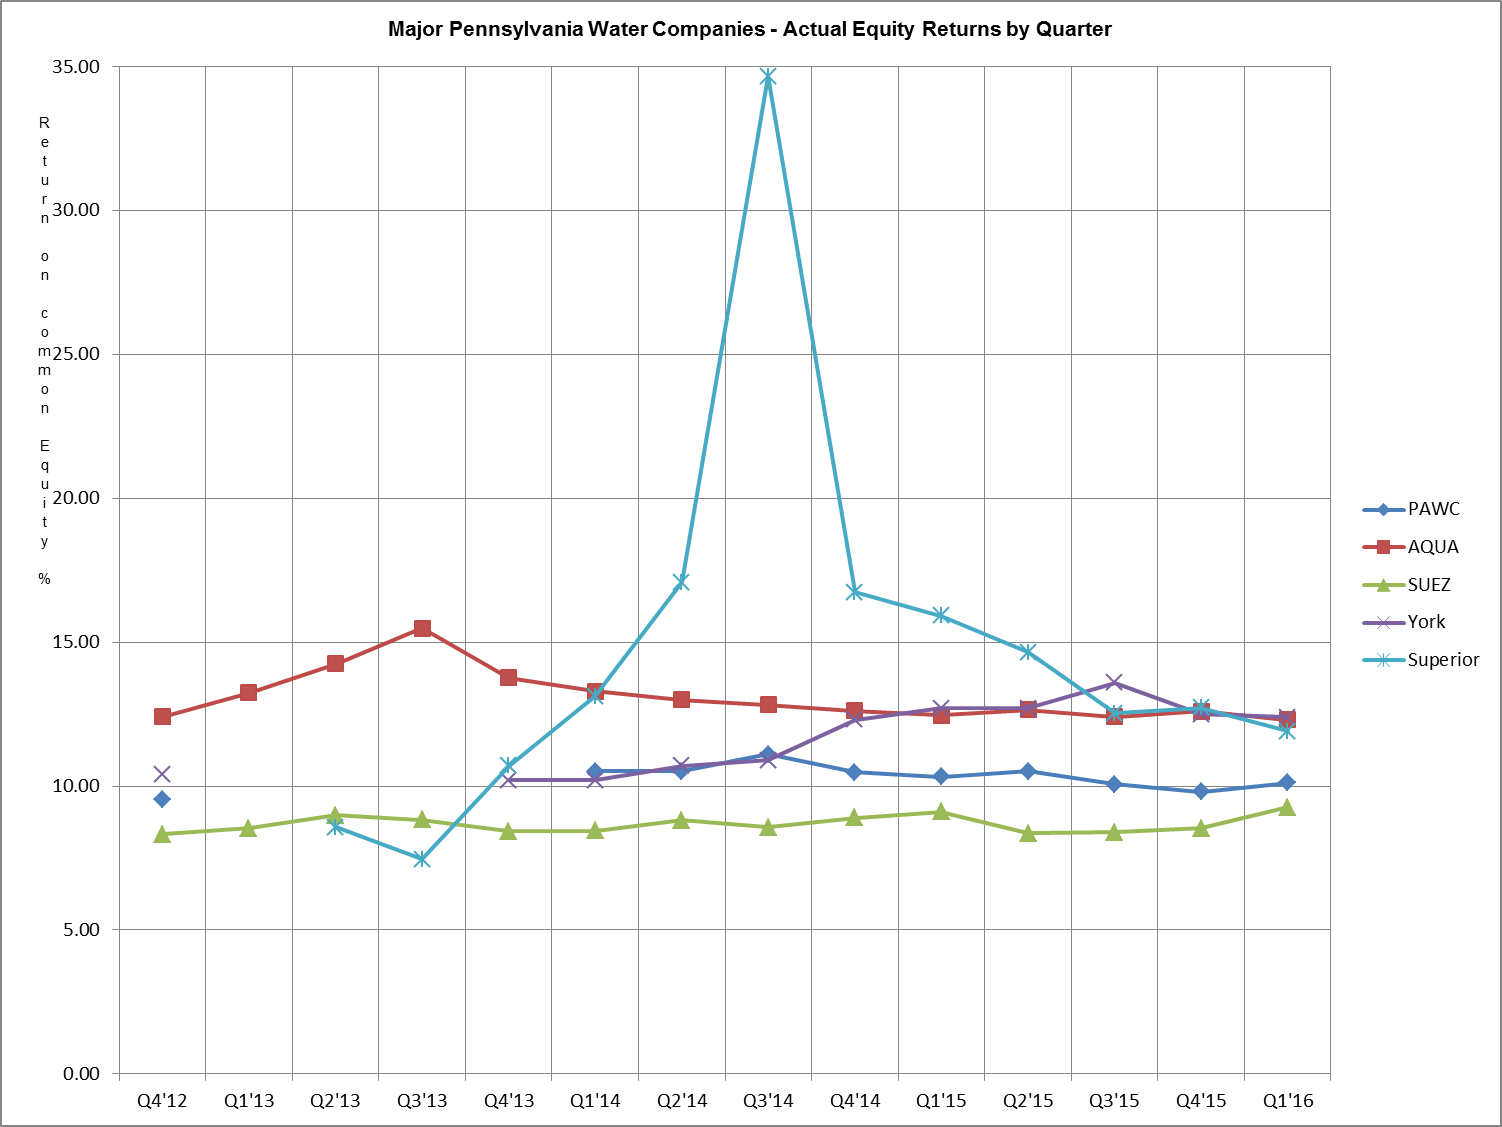 Major Pennsylvania Water Companies - Actual Equity Returns by Quarter
Return on common Equity %
35.00
30.00
25.00
20.00
15.00
10.00
5.00
0.00
Q4'12 Q1'13 Q2'13 Q3'13 Q4'13 Q1'14 Q2'14 Q3'14 Q4'14 Q1'15 Q2'15 Q3'15 Q4'15 Q1'16
PAWC
AQUA
SUEZ
York
Superior